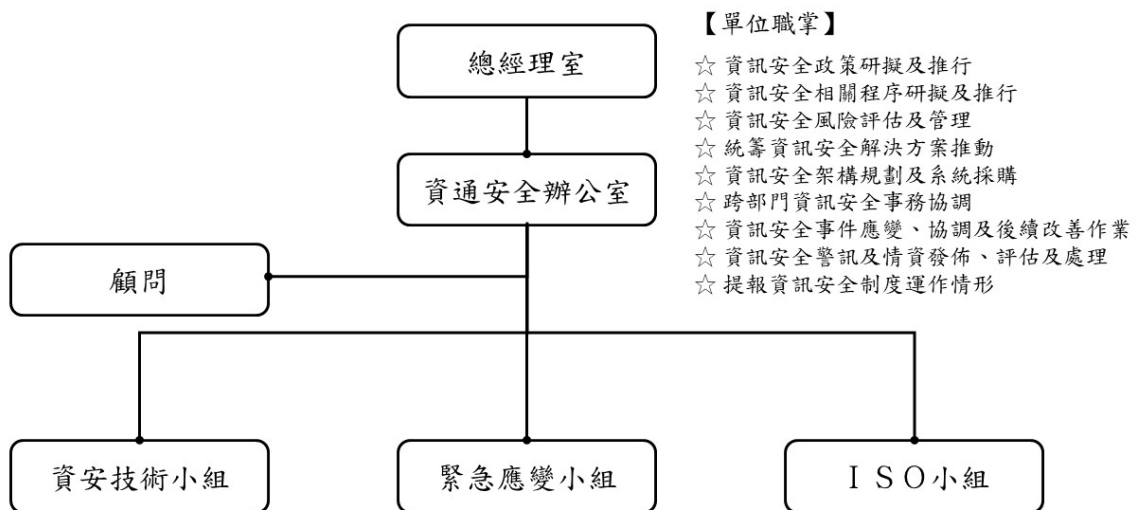 總經理室
資通安全辦公室
顧問
資安技術小組
緊急應變小組
ＩＳＯ小組
【單位職掌】
☆ 資訊安全政策研擬及推行
☆ 資訊安全相關程序研擬及推行
☆ 資訊安全風險評估及管理
☆ 統籌資訊安全解決方案推動
☆ 資訊安全架構規劃及系統採購
☆ 跨部門資訊安全事務協調
☆ 資訊安全事件應變、協調及後續改善作業
☆ 資訊安全警訊及情資發佈、評估及處理
☆ 提報資訊安全制度運作情形